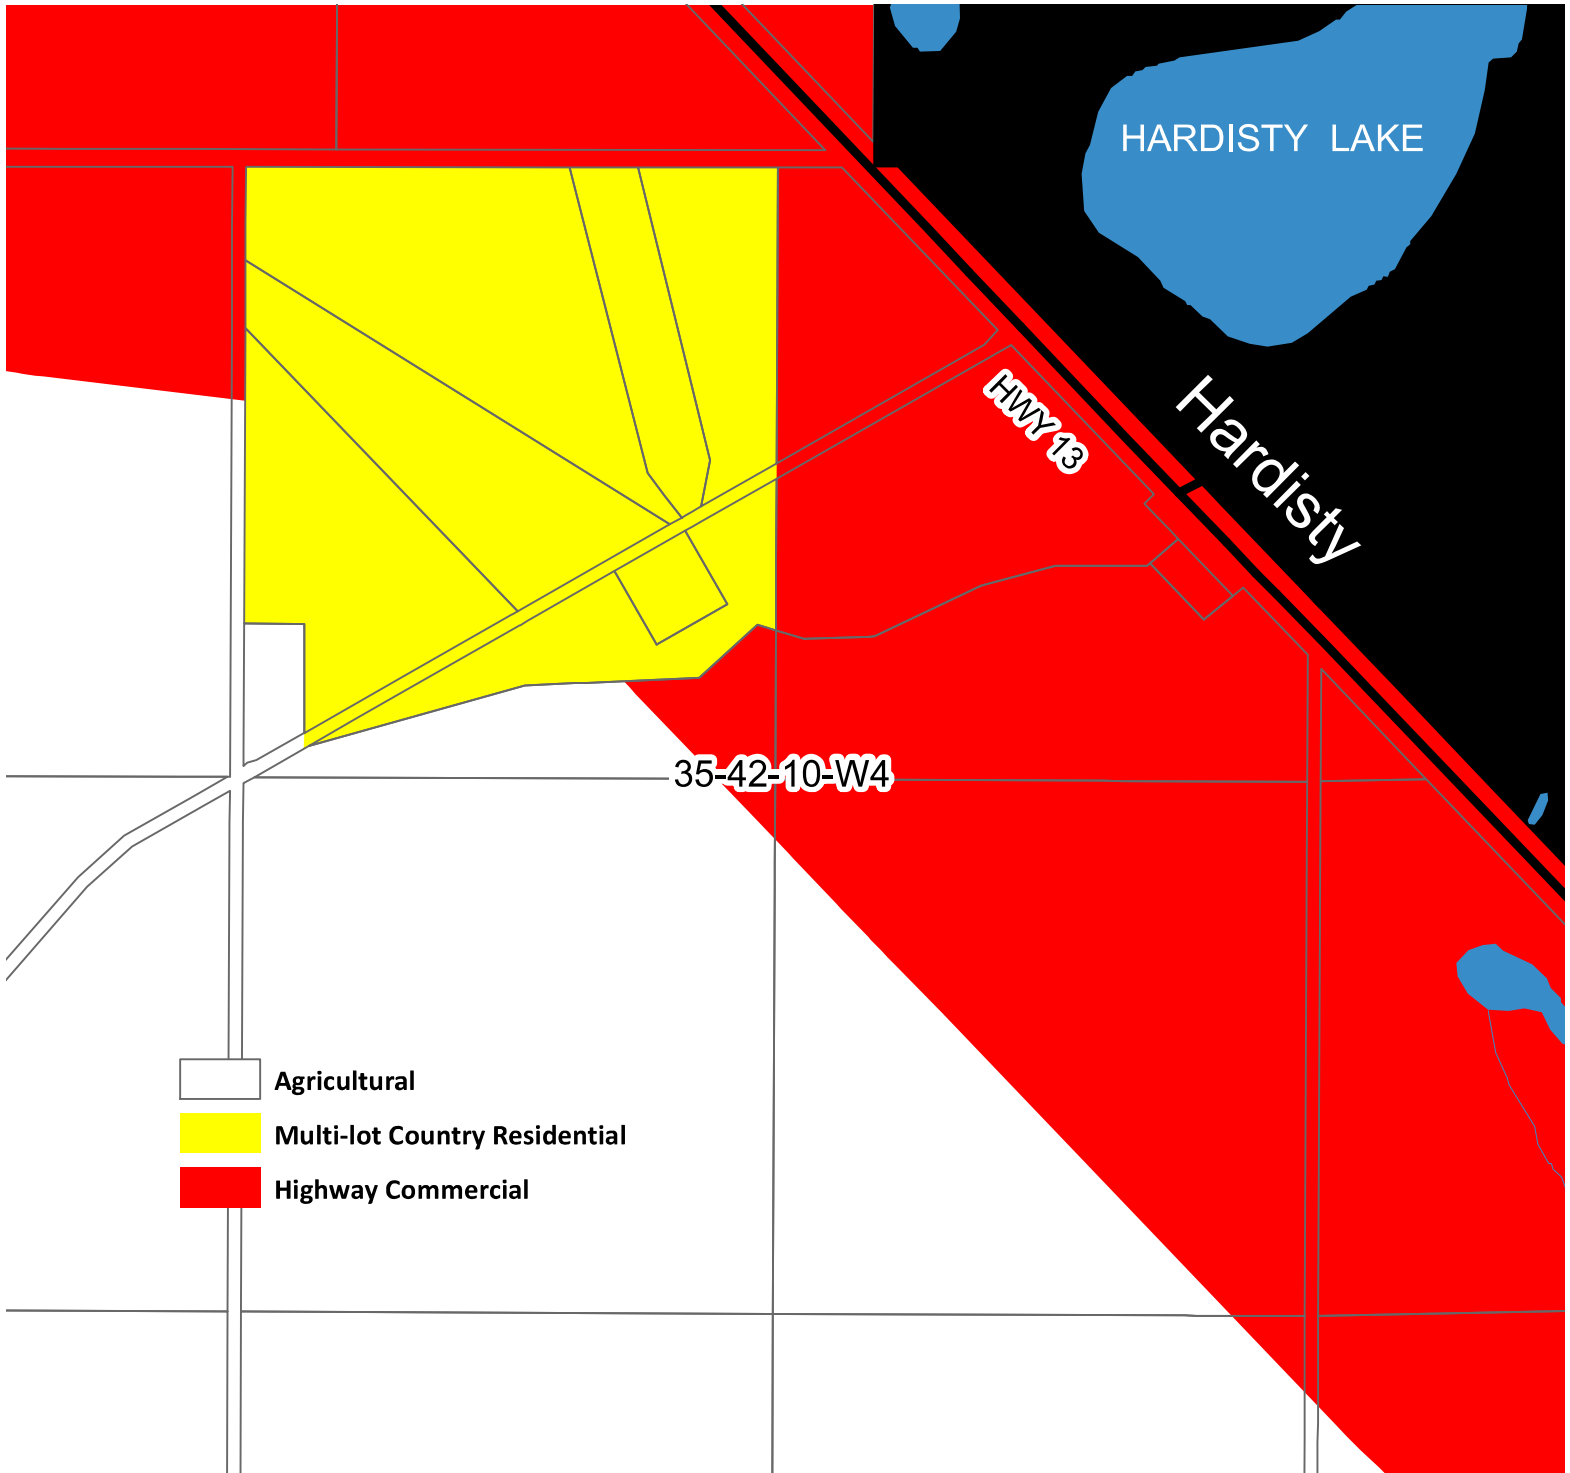 HARDISTY LAKE
HWY 13
Hardisty
35-42-10-W4
Agricultural
Multi-lot Country Residential
Highway Commercial